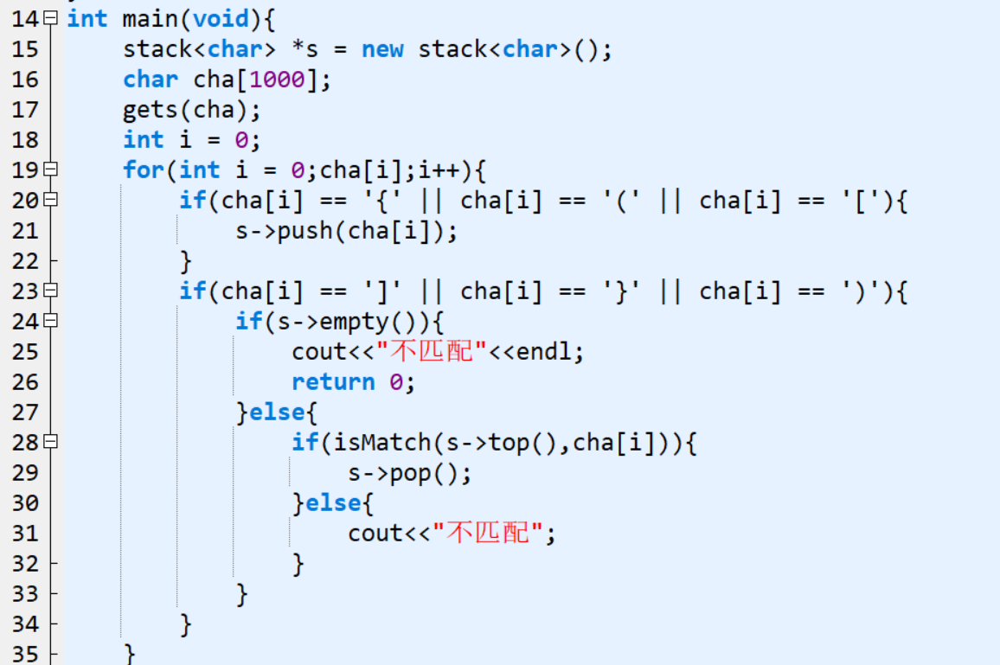 14 int main(void){
15     stack<char> *s = new stack<char>();
16     char cha[1000];
17     gets(cha);
18     int i = 0;
19     for(int i = 0;cha[i];i++){
20         if(cha[i] == '{' || cha[i] == '(' || cha[i] == '['){
21             s->push(cha[i]);
22         }
23         if(cha[i] == ']' || cha[i] == '}' || cha[i] == ')'){
24             if(s->empty()){
25                 cout<<"不匹配"<<endl;
26                 return 0;
27             }else{
28                 if(isMatch(s->top(),cha[i])){
29                     s->pop();
30                 }else{
31                     cout<<"不匹配";
32                 }
33             }
34         }
35     }